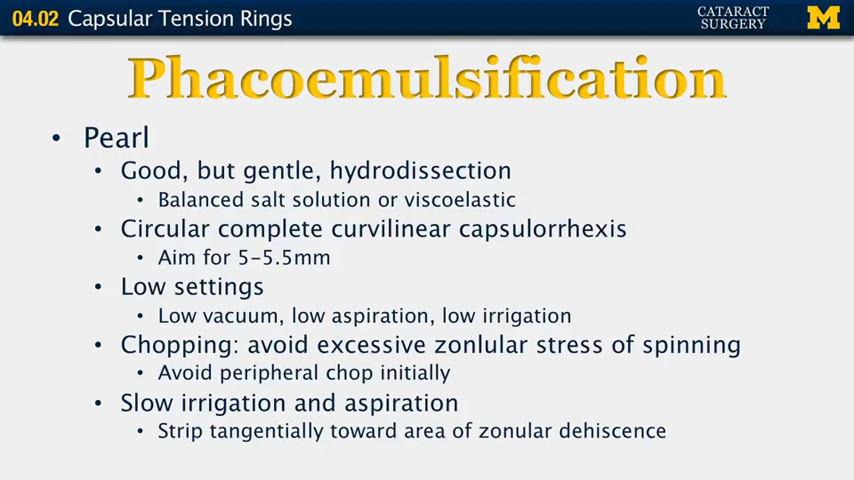 04.02 Capsular Tension Rings
CATARACT
SURGERY
M
Phacoemulsification
• Pearl
• Good, but gentle, hydrodissection
• Balanced salt solution or viscoelastic
• Circular complete curvilinear capsulorrhexis
• Aim for 5-5.5mm
• Low settings
• Low vacuum, low aspiration, low irrigation
• Chopping: avoid excessive zonlular stress of spinning
• Avoid peripheral chop initially
• Slow irrigation and aspiration
• Strip tangentially toward area of zonular dehiscence